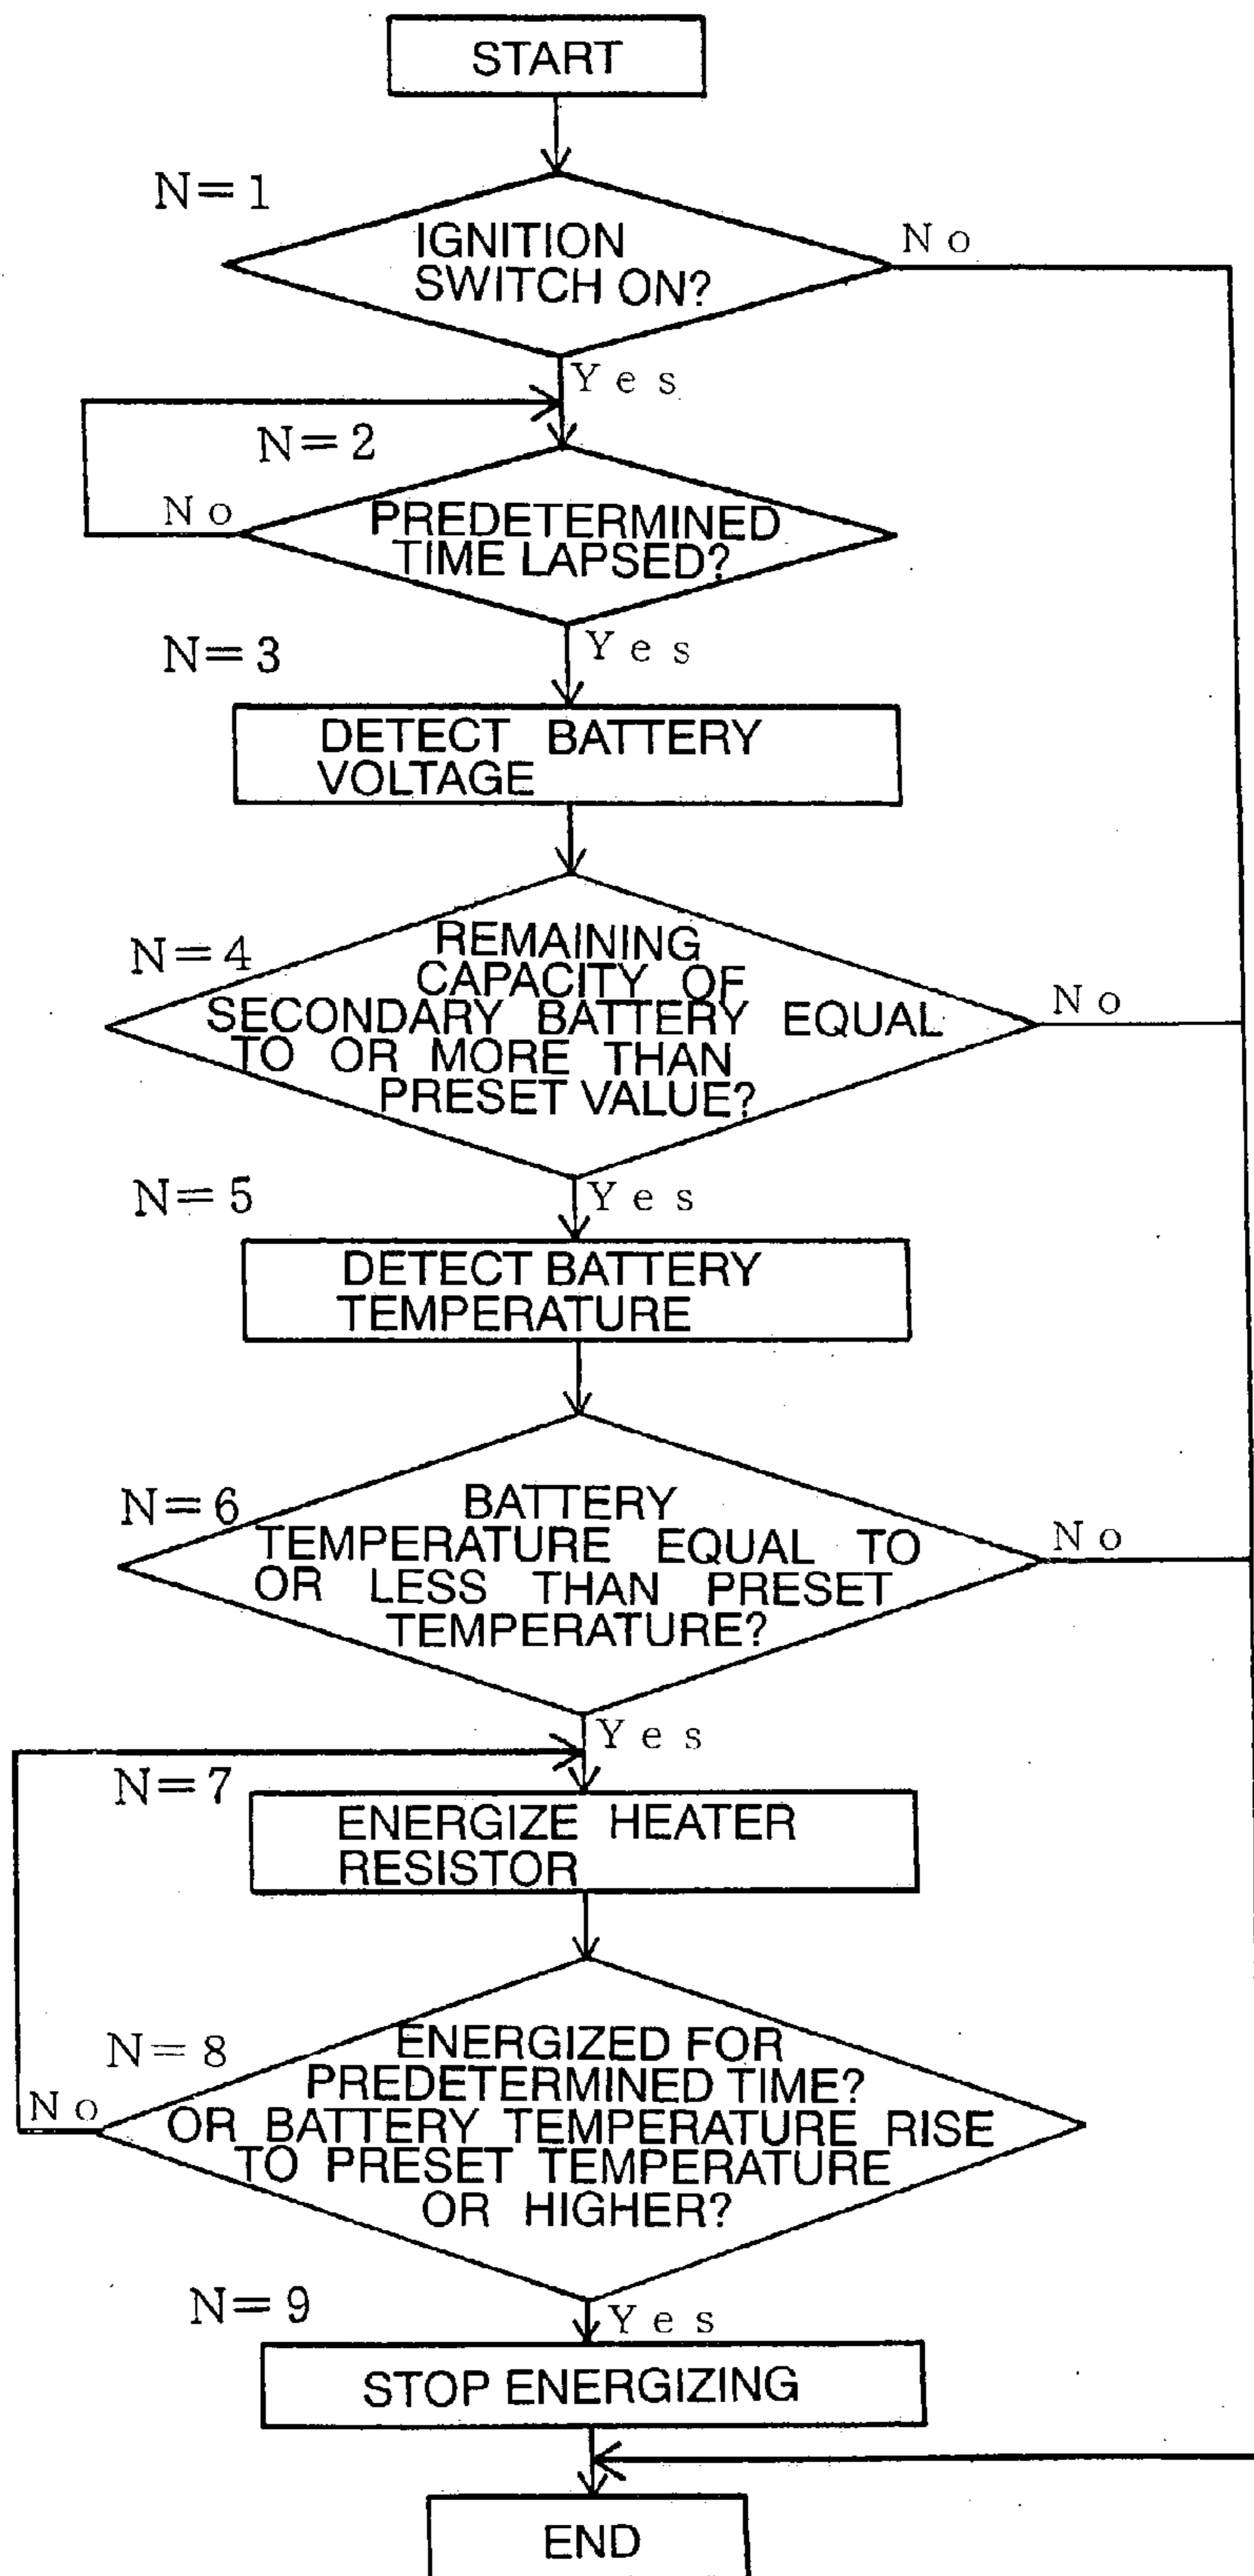 START
N=1
IGNITION
SWITCH ON?
No
Yes
N=2
No
PREDETERMINED
TIME LAPSED?
Yes
N=3
DETECT BATTERY
VOLTAGE
N=4
REMAINING
CAPACITY OF
SECONDARY BATTERY EQUAL
TO OR MORE THAN
PRESET VALUE?
No
Yes
N=5
DETECT BATTERY
TEMPERATURE
N=6
BATTERY
TEMPERATURE EQUAL TO
OR LESS THAN PRESET
TEMPERATURE?
No
Yes
N=7
ENERGIZE HEATER
RESISTOR
N=8
No
ENERGIZED FOR
PREDETERMINED TIME?
OR BATTERY TEMPERATURE RISE
TO PRESET TEMPERATURE
OR HIGHER?
N=9
Yes
STOP ENERGIZING
END